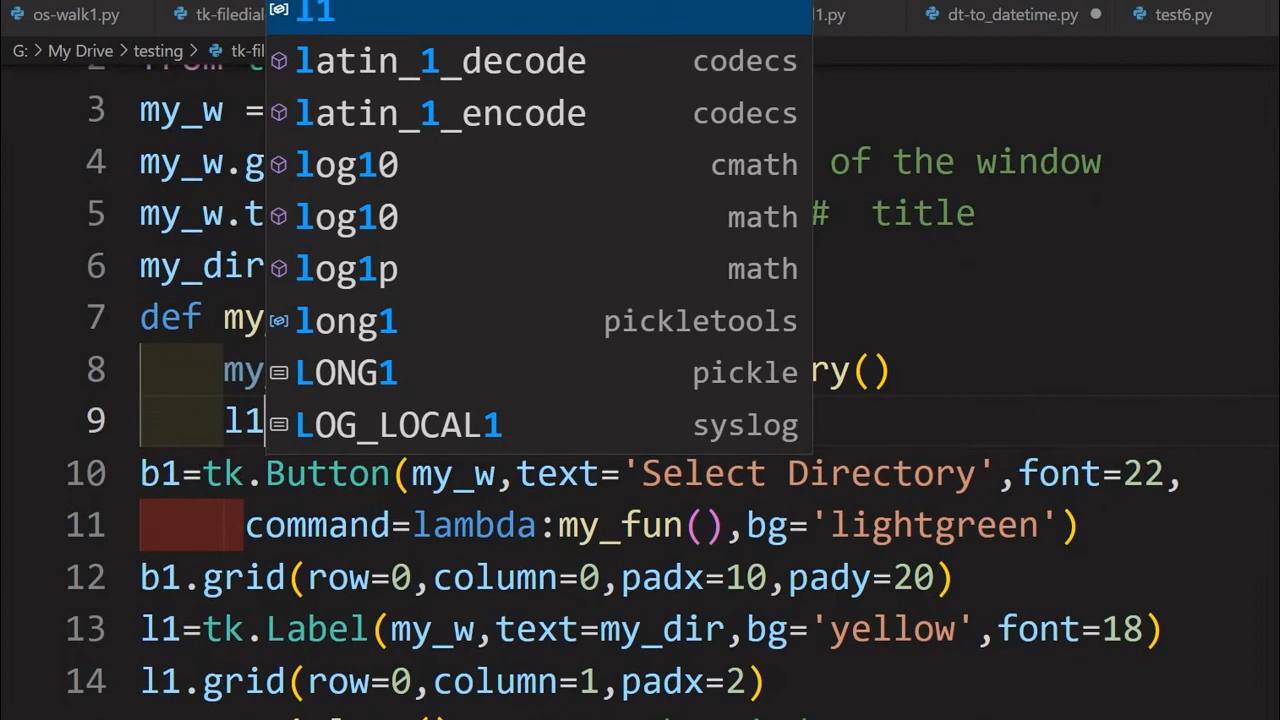 os-walk1.py tk-filedial l1 1.py dt-to_datetime.py test6.py
G: > My Drive > testing > tk-fil
latin_1_decode codecs
3 my_w =
latin_1_encode codecs
4 my_w.g log10 cmath of the window
5 my_w.t log10 math # title
6 my_dir log1p math
7 def my long1 pickletools
8 my LONG1 pickle ry()
9 l1 LOG_LOCAL1 syslog
10 b1=tk.Button(my_w,text='Select Directory',font=22,
11 command=lambda:my_fun(),bg='lightgreen')
12 b1.grid(row=0,column=0,padx=10,pady=20)
13 l1=tk.Label(my_w,text=my_dir,bg='yellow',font=18)
14 l1.grid(row=0,column=1,padx=2)